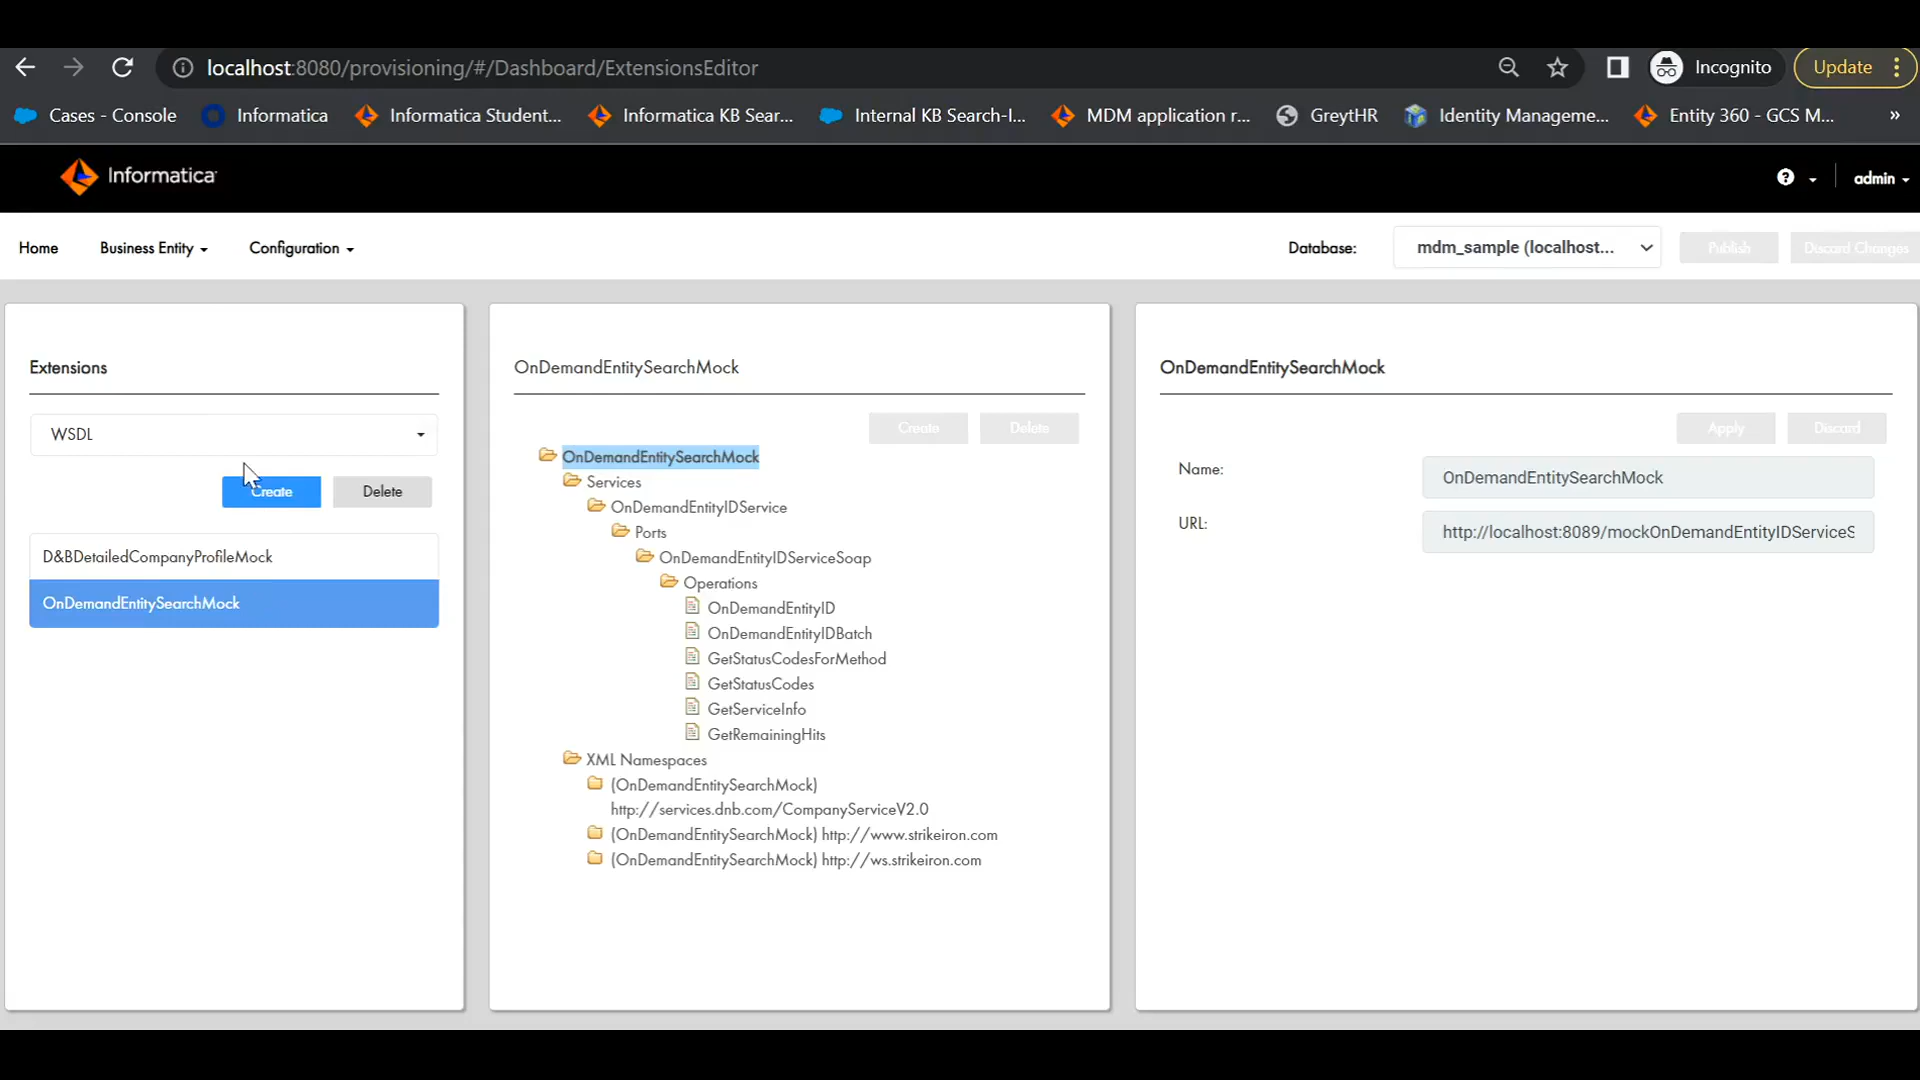 localhost:8080/provisioning/#/Dashboard/ExtensionsEditor
Incognito
Update
Cases - Console
Informatica
Informatica Student...
Informatica KB Sear...
Internal KB Search-I...
MDM application r...
GreytHR
Identity Manageme...
Entity 360 - GCS M...
»
Informatica
?
admin
Home
Business Entity
Configuration
Database:
mdm_sample (localhost...
Publish
Discard Changes
Extensions
WSDL
Create
Delete
D&BDetailedCompanyProfileMock
OnDemandEntitySearchMock
OnDemandEntitySearchMock
Create
Delete
OnDemandEntitySearchMock
Services
OnDemandEntityIDService
Ports
OnDemandEntityIDServiceSoap
Operations
OnDemandEntityID
OnDemandEntityIDBatch
GetStatusCodesForMethod
GetStatusCodes
GetServiceInfo
GetRemainingHits
XML Namespaces
(OnDemandEntitySearchMock)
http://services.dnb.com/CompanyServiceV2.0
(OnDemandEntitySearchMock) http://www.strikeiron.com
(OnDemandEntitySearchMock) http://ws.strikeiron.com
OnDemandEntitySearchMock
Apply
Discard
Name:
OnDemandEntitySearchMock
URL:
http://localhost:8089/mockOnDemandEntityIDServiceS